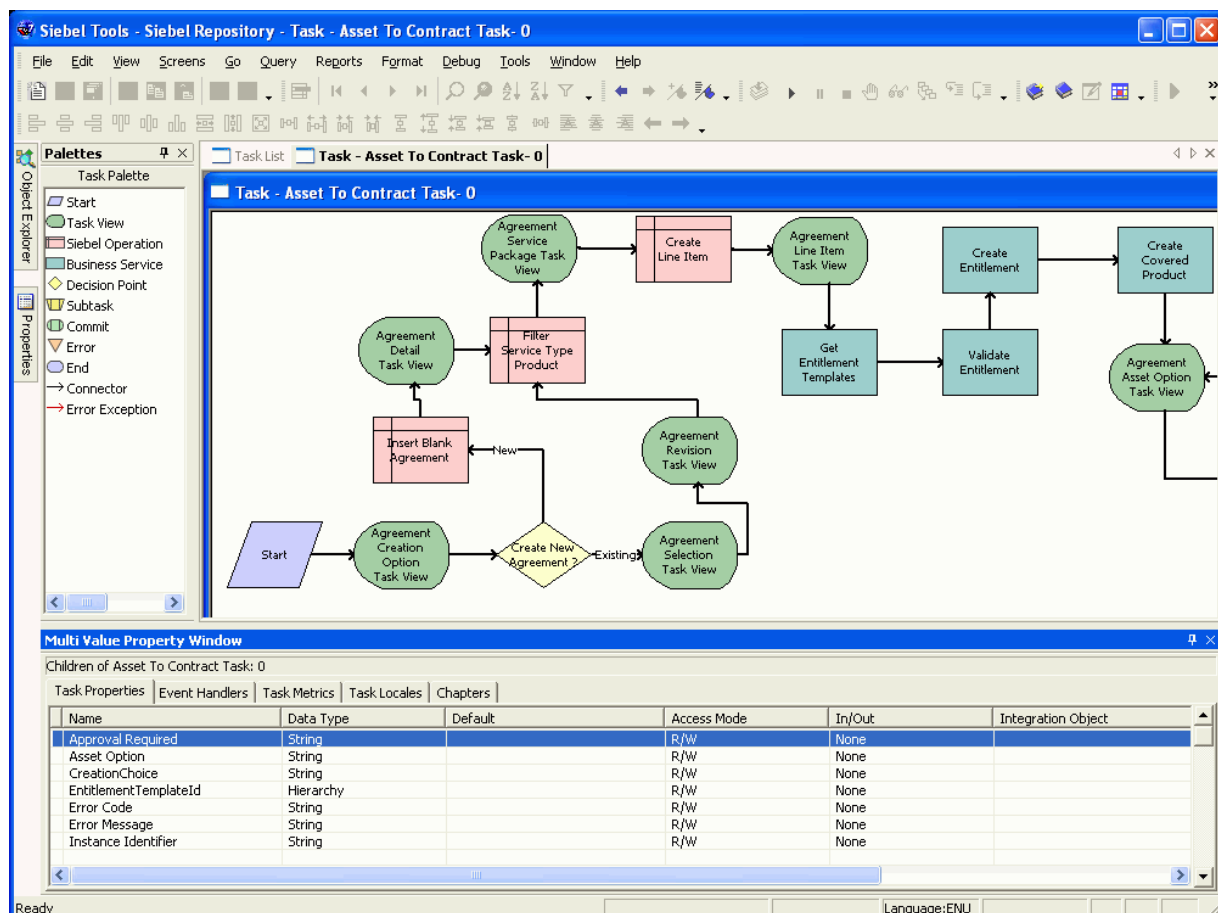 Siebel Tools - Siebel Repository - Task - Asset To Contract Task- 0
File Edit View Screens Go Query Reports Format Debug Tools Window Help
Object Explorer
Properties
Palettes
Task Palette
Start
Task View
Siebel Operation
Business Service
Decision Point
Subtask
Commit
Error
End
Connector
Error Exception
Task List Task - Asset To Contract Task- 0
Task - Asset To Contract Task- 0
Agreement
Service
Package Task
View
Create
Line Item
Agreement
Line Item
Task View
Create
Entitlement
Create
Covered
Product
Agreement
Detail
Task View
Filter
Service Type
Product
Get
Entitlement
Templates
Validate
Entitlement
Agreement
Asset Option
Task View
Insert Blank
Agreement
New
Agreement
Revision
Task View
Start
Agreement
Creation
Option
Task View
Create New
Agreement ?
Existing
Agreement
Selection
Task View
Multi Value Property Window
Children of Asset To Contract Task: 0
Task Properties Event Handlers Task Metrics Task Locales Chapters
Name Data Type Default Access Mode In/Out Integration Object
Approval Required String R/W None
Asset Option String R/W None
CreationChoice String R/W None
EntitlementTemplateId Hierarchy R/W None
Error Code String R/W None
Error Message String R/W None
Instance Identifier String R/W None
Ready Language:ENU